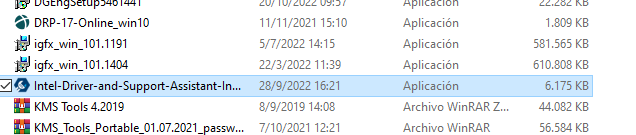 DGEngSetup5461441 20/10/2022 09:57 Aplicación 22.282 KB
DRP-17-Online_win10 11/11/2021 15:10 Aplicación 1.809 KB
igfx_win_101.1191 5/7/2022 14:15 Aplicación 581.565 KB
igfx_win_101.1404 22/3/2022 11:39 Aplicación 610.808 KB
Intel-Driver-and-Support-Assistant-In... 28/9/2022 16:21 Aplicación 6.175 KB
KMS Tools 4.2019 8/9/2019 14:08 Archivo WinRAR Z... 44.082 KB
KMS_Tools_Portable_01.07.2021_passw... 7/10/2021 12:21 Archivo WinRAR 56.584 KB